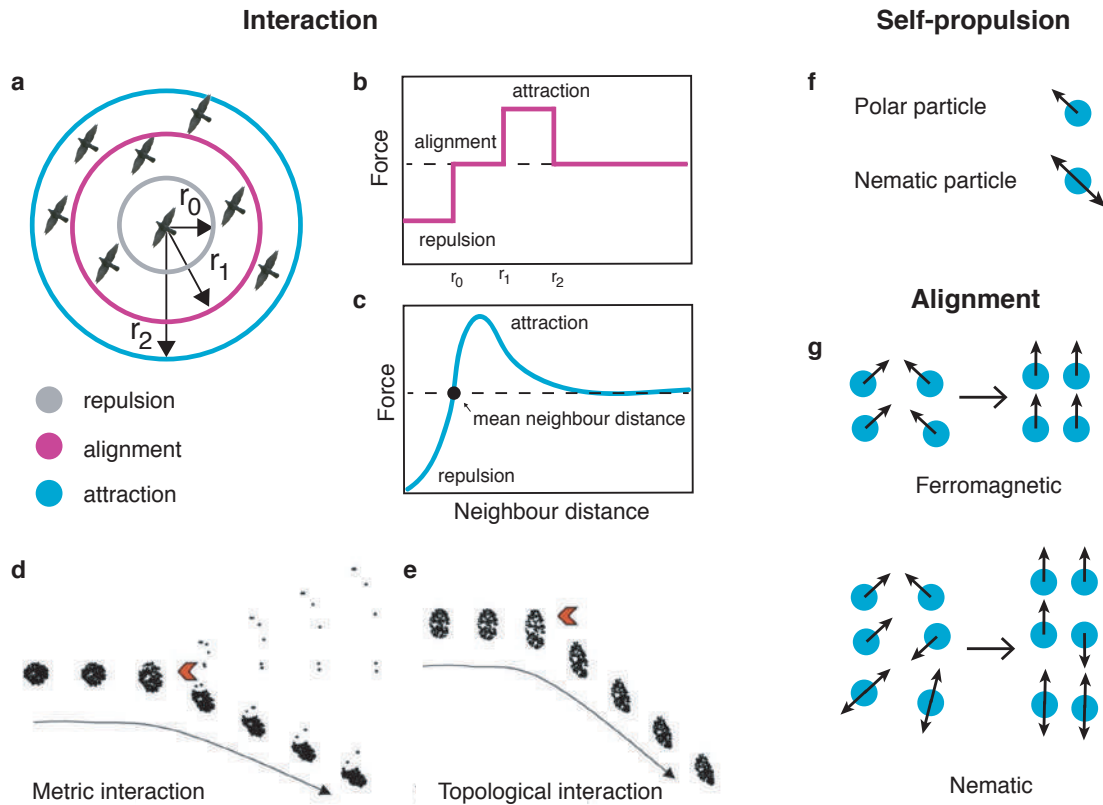 Interaction
a
r0
r1
r2
repulsion
alignment
attraction
b
attraction
alignment
repulsion
Force
r0
r1
r2
c
attraction
mean neighbour distance
repulsion
Force
Neighbour distance
d
Metric interaction
e
Topological interaction
Self-propulsion
f
Polar particle
Nematic particle
Alignment
g
Ferromagnetic
Nematic